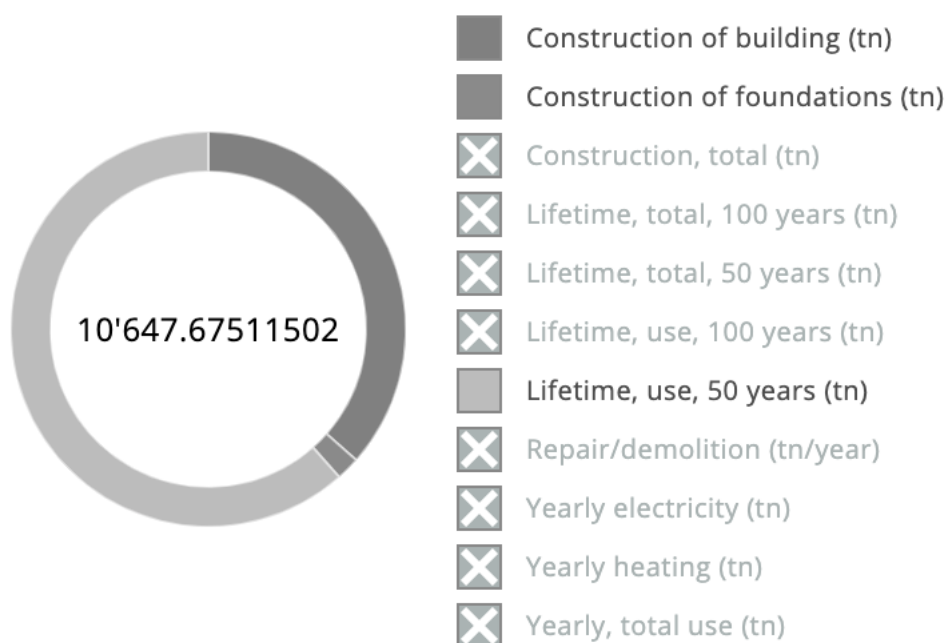 Construction of building (tn)
Construction of foundations (tn)
Construction, total (tn)
Lifetime, total, 100 years (tn)
Lifetime, total, 50 years (tn)
Lifetime, use, 100 years (tn)
10'647.67511502
Lifetime, use, 50 years (tn)
Repair/demolition (tn/year)
Yearly electricity (tn)
Yearly heating (tn)
Yearly, total use (tn)